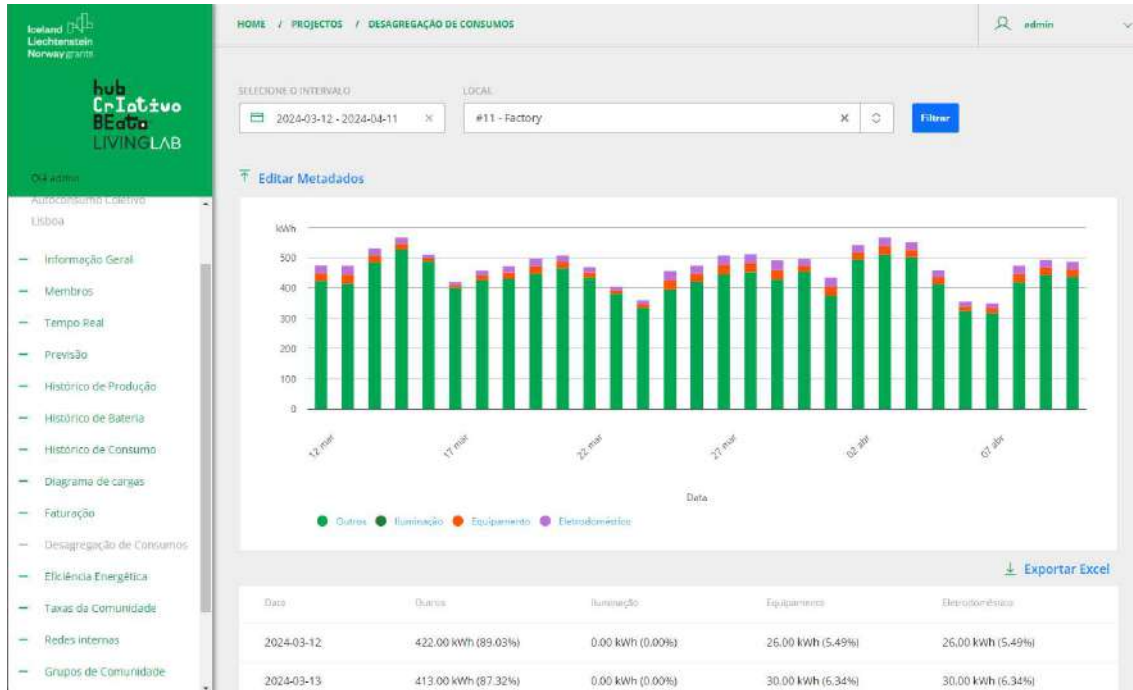 Iceland
Liechtenstein
Norway grants
hub
CrIativo
BEato
LIVINGLAB
Olá admin
Autoconsumo Coletivo
Lisboa
Informação Geral
Membros
Tempo Real
Previsão
Histórico de Produção
Histórico de Bateria
Histórico de Consumo
Diagrama de cargas
Faturação
Desagregação de Consumos
Eficiência Energética
Taxas da Comunidade
Redes internas
Grupos de Comunidade
HOME / PROJECTOS / DESAGREGAÇÃO DE CONSUMOS
admin
SELECIONE O INTERVALO LOCAL
2024-03-12 - 2024-04-11 × #11 - Factory × Filtrar
Editar Metadados
kWh
500
400
300
200
100
0
12 mar 17 mar 22 mar 27 mar 02 abr 07 abr
Data
Outros Iluminação Equipamento Eletrodoméstico
Exportar Excel
Data Outros Iluminação Equipamento Eletrodoméstico
2024-03-12 422.00 kWh (89.03%) 0.00 kWh (0.00%) 26.00 kWh (5.49%) 26.00 kWh (5.49%)
2024-03-13 413.00 kWh (87.32%) 0.00 kWh (0.00%) 30.00 kWh (6.34%) 30.00 kWh (6.34%)